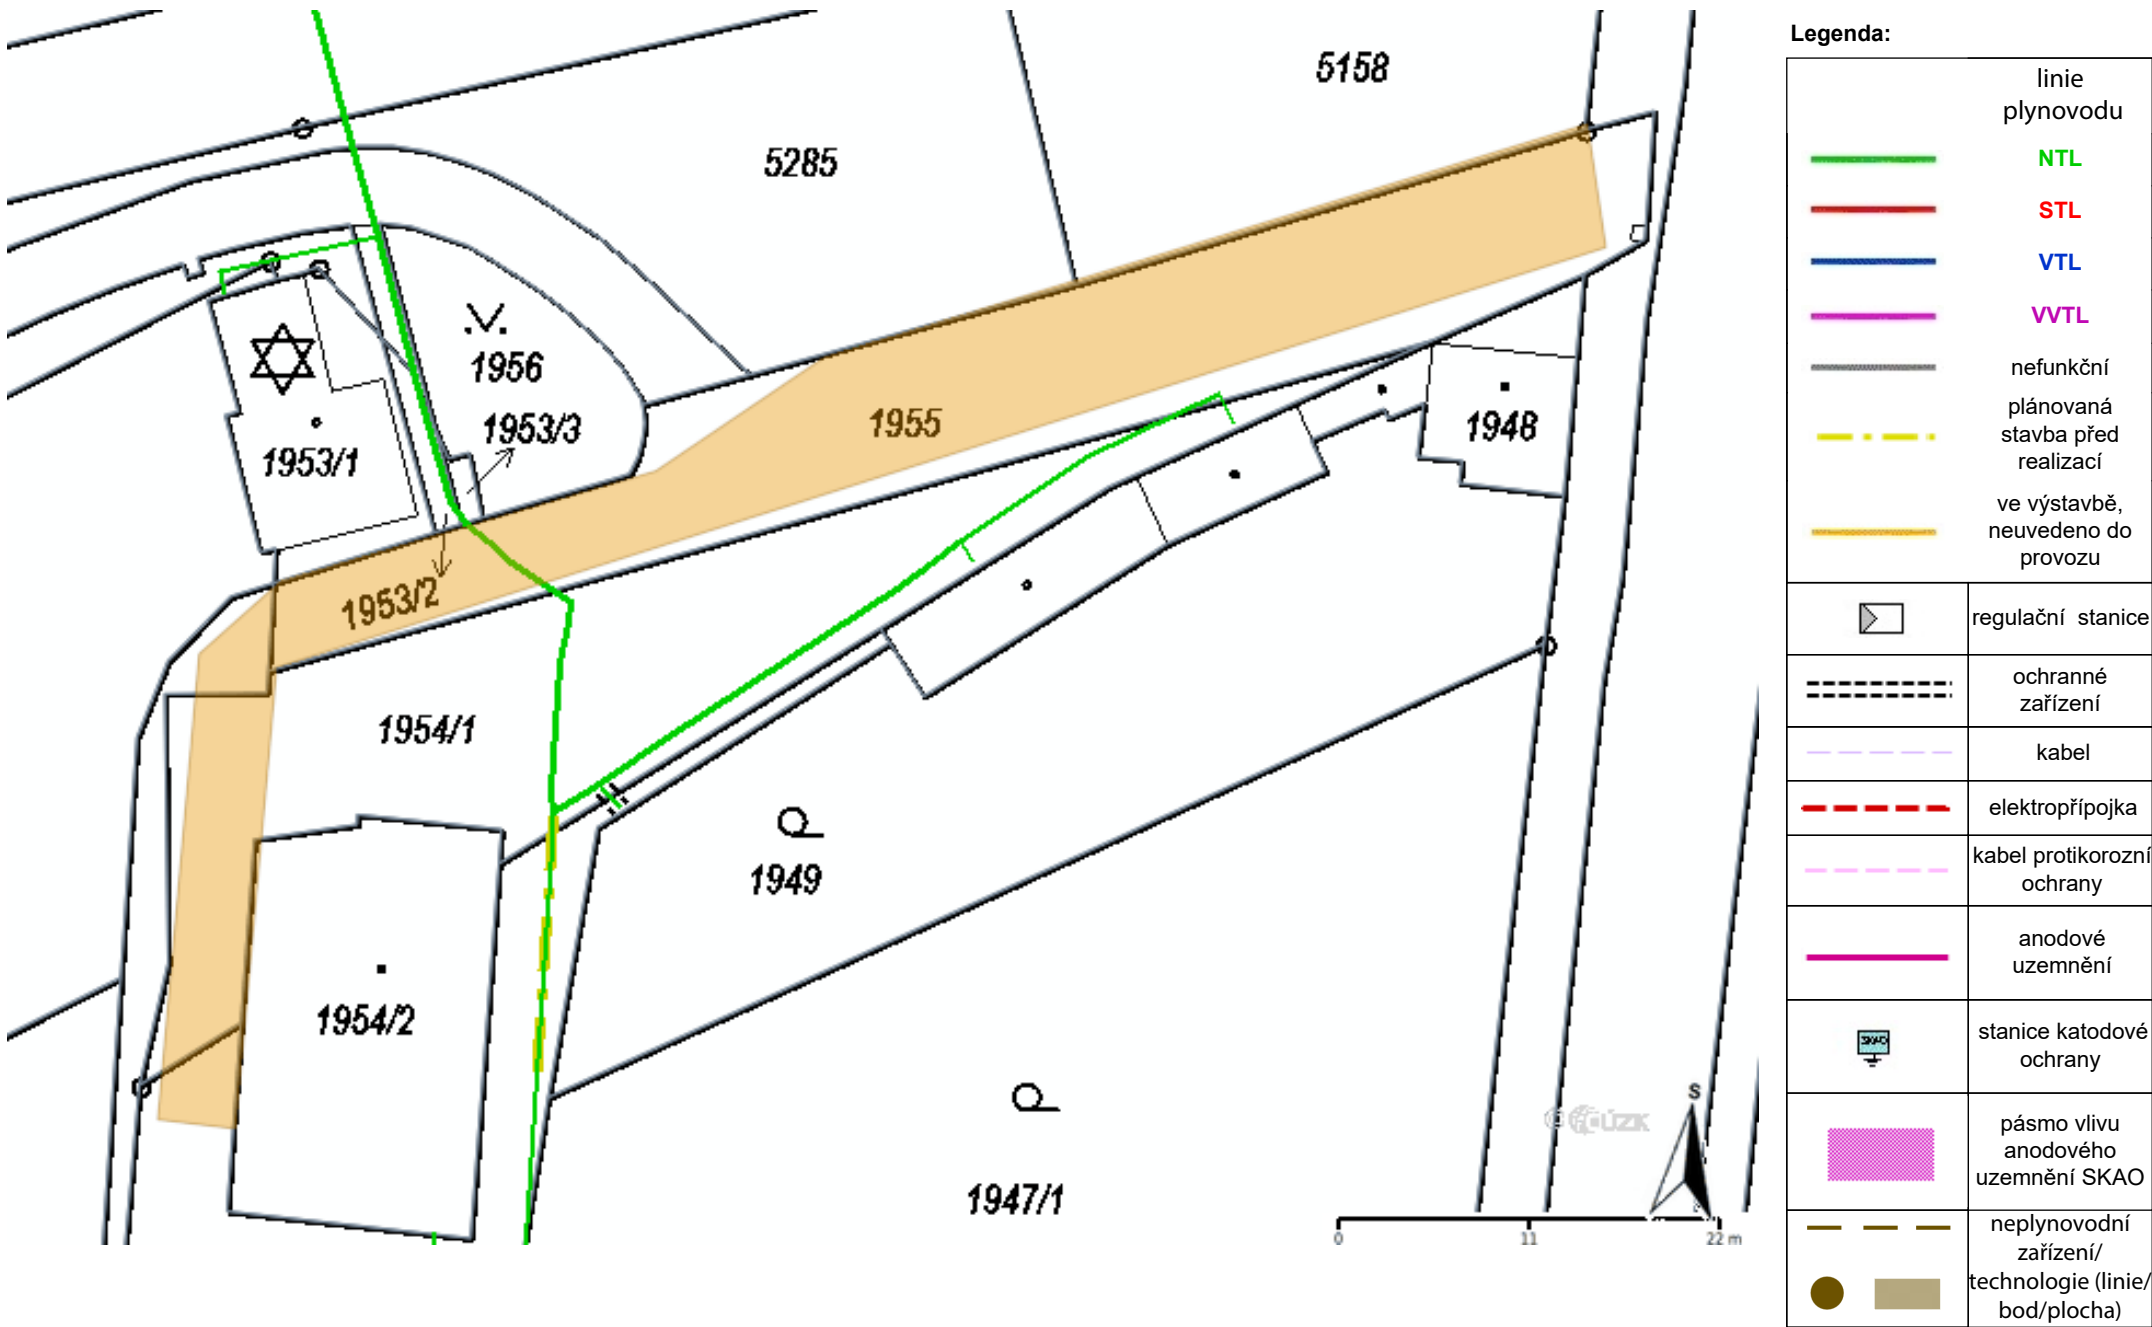 5158
5285
1956
1953/3
1953/1
1955
1948
1953/2
1954/1
1949
1954/2
1947/1
S
ČÚZK
0 11 22 m
Legenda:
linie
plynovodu
NTL
STL
VTL
VVTL
nefunkční
plánovaná
stavba před
realizací
ve výstavbě,
neuvedeno do
provozu
regulační stanice
ochranné
zařízení
kabel
elektropřípojka
kabel protikorozní
ochrany
anodové
uzemnění
SKAO
stanice katodové
ochrany
pásmo vlivu
anodového
uzemnění SKAO
neplynovodní
zařízení/
technologie (linie/
bod/plocha)